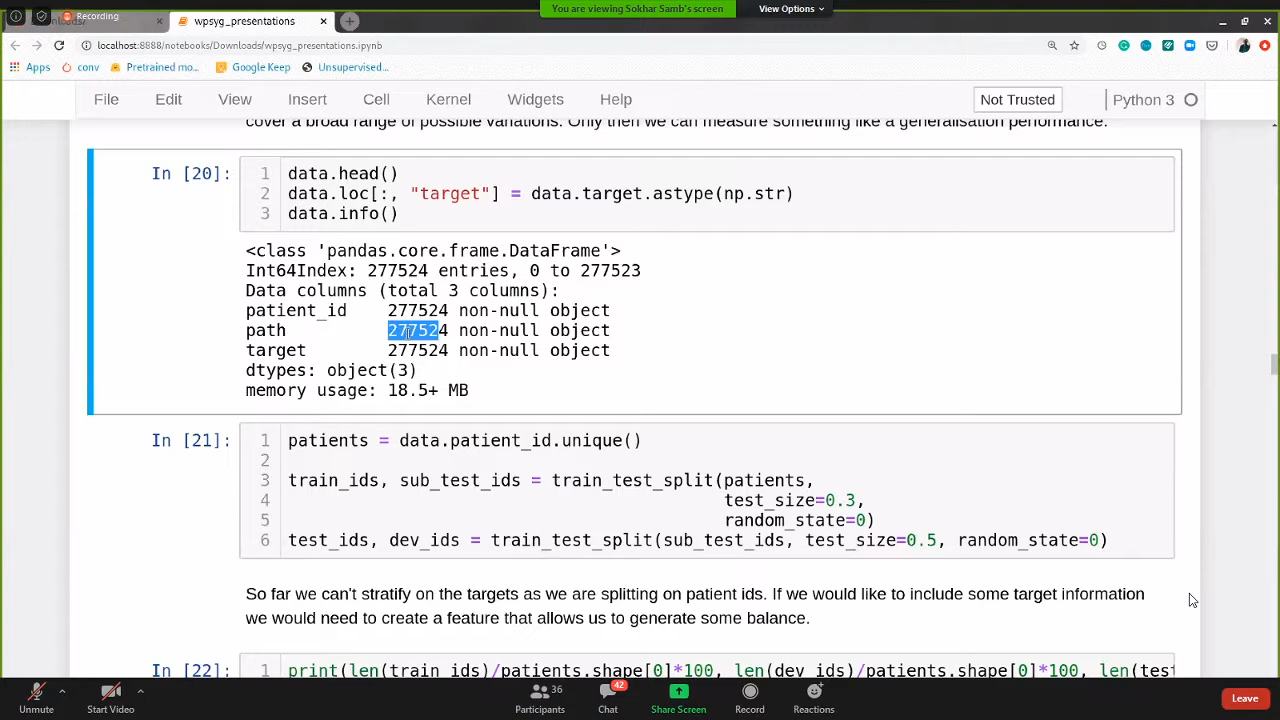 Recording
wpsyg_presentations
You are viewing Sokhar Samb's screen
View Options
localhost:8888/notebooks/Downloads/wpsyg_presentations.ipynb
Apps
conv
Pretrained mo...
Google Keep
Unsupervised...
File Edit View Insert Cell Kernel Widgets Help
Not Trusted
Python 3
cover a broad range of possible variations. Only then we can measure something like a generalisation performance.
In [20]:
1 data.head()
2 data.loc[:, "target"] = data.target.astype(np.str)
3 data.info()
<class 'pandas.core.frame.DataFrame'>
Int64Index: 277524 entries, 0 to 277523
Data columns (total 3 columns):
patient_id 277524 non-null object
path 277524 non-null object
target 277524 non-null object
dtypes: object(3)
memory usage: 18.5+ MB
In [21]:
1 patients = data.patient_id.unique()
2
3 train_ids, sub_test_ids = train_test_split(patients,
4 test_size=0.3,
5 random_state=0)
6 test_ids, dev_ids = train_test_split(sub_test_ids, test_size=0.5, random_state=0)
So far we can't stratify on the targets as we are splitting on patient ids. If we would like to include some target information
we would need to create a feature that allows us to generate some balance.
In [22]:
1 print(len(train_ids)/patients.shape[0]*100, len(dev_ids)/patients.shape[0]*100, len(test
Unmute
Start Video
36
Participants
42
Chat
Share Screen
Record
Reactions
Leave